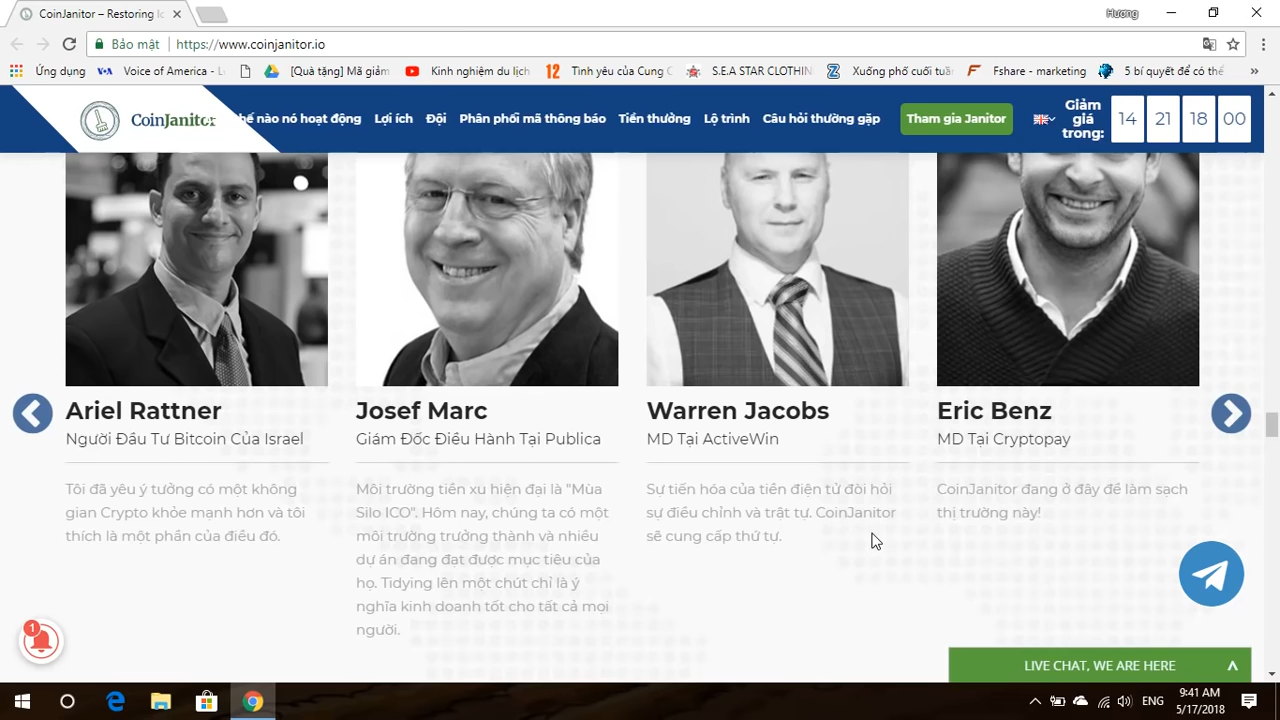 CoinJanitor – Restoring Ic
Hương
Bảo mật
https://www.coinjanitor.io
Ứng dụng
Voice of America - L
[Quà tặng] Mã giảm
Kinh nghiệm du lịch
12
Tình yêu của Cung C
S.E.A STAR CLOTHIN
Xuống phố cuối tuần
Fshare - marketing
5 bí quyết để có thể
»
CoinJanitor
hế nào nó hoạt động
Lợi ích
Đội
Phân phối mã thông báo
Tiền thưởng
Lộ trình
Câu hỏi thường gặp
Tham gia Janitor
Giảm
giá
trong:
14
21
18
00
Ariel Rattner
Người Đầu Tư Bitcoin Của Israel
Tôi đã yêu ý tưởng có một không
gian Crypto khỏe mạnh hơn và tôi
thích là một phần của điều đó.
Josef Marc
Giám Đốc Điều Hành Tại Publica
Môi trường tiền xu hiện đại là "Mùa
Silo ICO". Hôm nay, chúng ta có một
môi trường trưởng thành và nhiều
dự án đang đạt được mục tiêu của
họ. Tidying lên một chút chỉ là ý
nghĩa kinh doanh tốt cho tất cả mọi
người.
Warren Jacobs
MD Tại ActiveWin
Sự tiến hóa của tiền điện tử đòi hỏi
sự điều chỉnh và trật tự. CoinJanitor
sẽ cung cấp thứ tự.
Eric Benz
MD Tại Cryptopay
CoinJanitor đang ở đây để làm sạch
thị trường này!
1
LIVE CHAT, WE ARE HERE
ENG
9:41 AM
5/17/2018